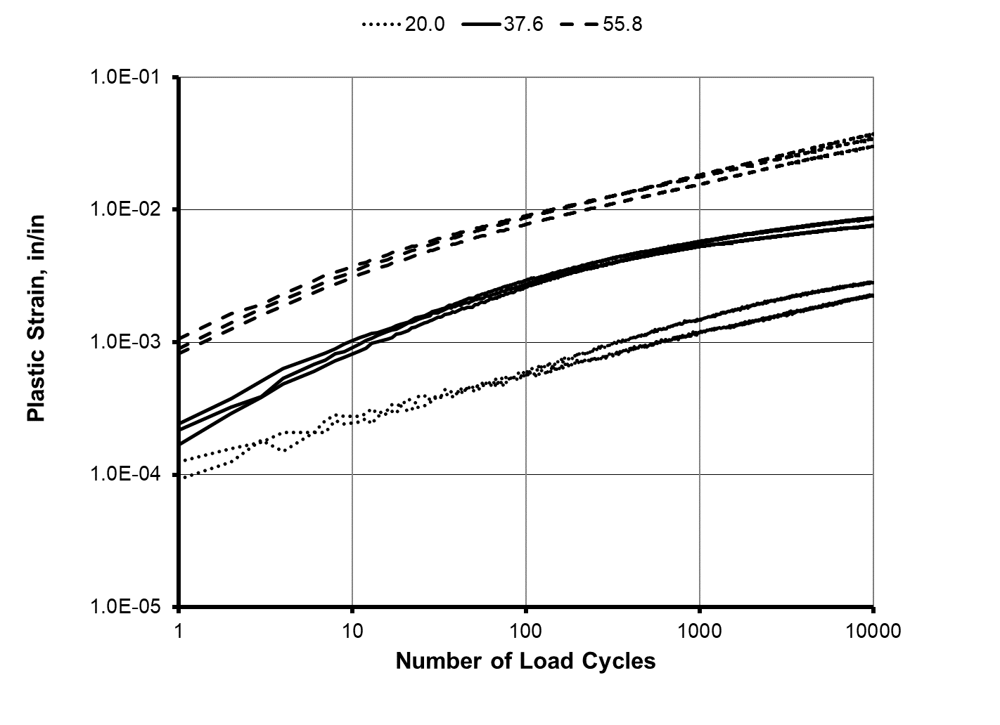 20.0 37.6 55.8
1.0E-01
1.0E-02
1.0E-03
1.0E-04
1.0E-05
Plastic Strain, in/in
1 10 100 1000 10000
Number of Load Cycles